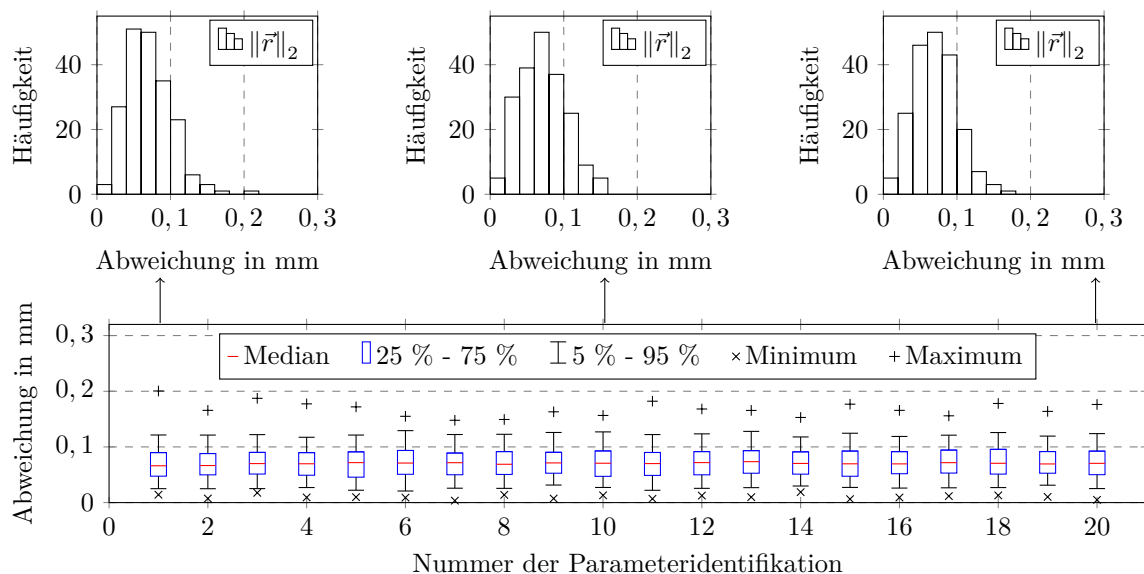 Häufigkeit
40
20
0
‖r⃗‖₂
0 0,1 0,2 0,3
Abweichung in mm
Häufigkeit
40
20
0
‖r⃗‖₂
0 0,1 0,2 0,3
Abweichung in mm
Häufigkeit
40
20
0
‖r⃗‖₂
0 0,1 0,2 0,3
Abweichung in mm
Abweichung in mm
0,3
0,2
0,1
0
Median 25 % - 75 % 5 % - 95 % Minimum Maximum
0 2 4 6 8 10 12 14 16 18 20
Nummer der Parameteridentifikation